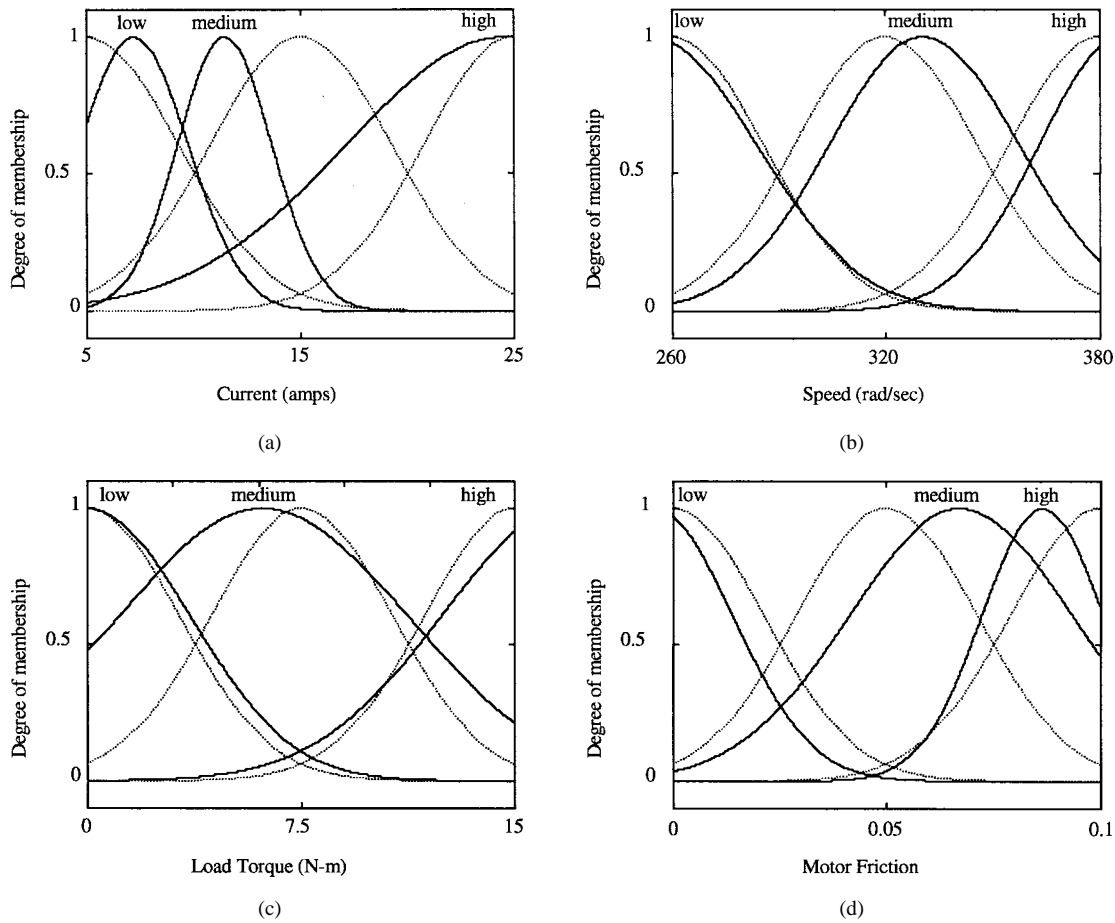 low medium high
1
0.5
0
Degree of membership
5 15 25
Current (amps)
(a)
low medium high
1
0.5
0
Degree of membership
260 320 380
Speed (rad/sec)
(b)
low medium high
1
0.5
0
Degree of membership
0 7.5 15
Load Torque (N-m)
(c)
low medium high
1
0.5
0
Degree of membership
0 0.05 0.1
Motor Friction
(d)